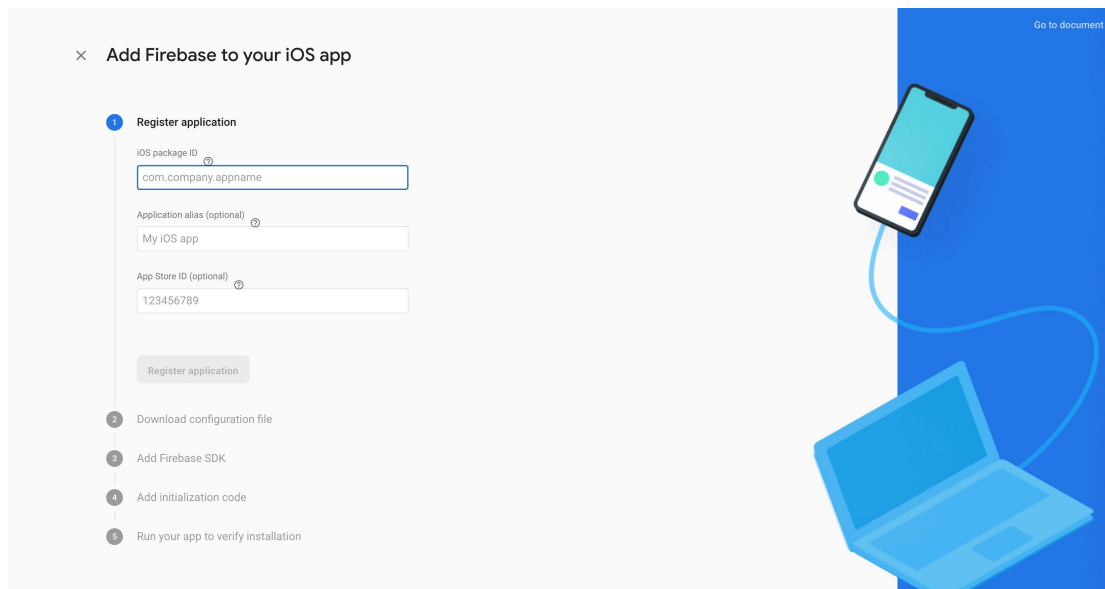 Go to document
Add Firebase to your iOS app
1 Register application
iOS package ID
com.company.appname
Application alias (optional)
My iOS app
App Store ID (optional)
123456789
Register application
2 Download configuration file
3 Add Firebase SDK
4 Add initialization code
5 Run your app to verify installation